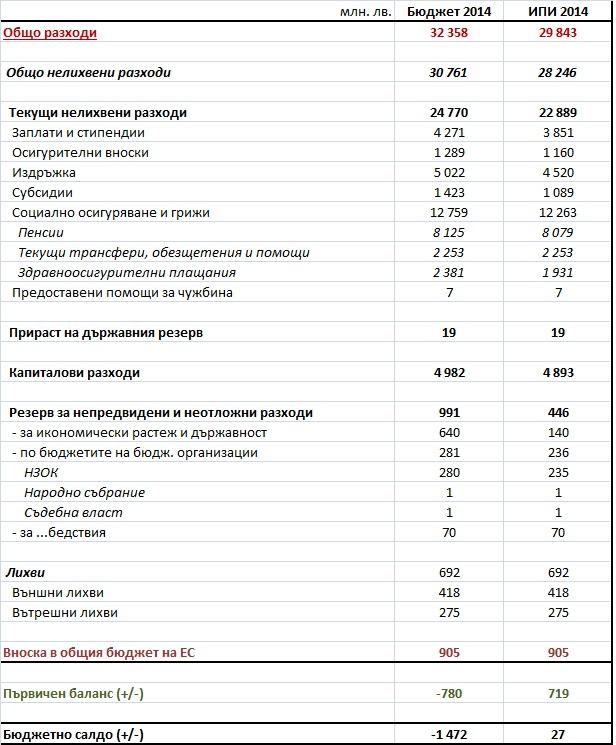 млн. лв. Бюджет 2014 ИПИ 2014
Общо разходи 32 358 29 843
Общо нелихвени разходи 30 761 28 246
Текущи нелихвени разходи 24 770 22 889
Заплати и стипендии 4 271 3 851
Осигурителни вноски 1 289 1 160
Издръжка 5 022 4 520
Субсидии 1 423 1 089
Социално осигуряване и грижи 12 759 12 263
Пенсии 8 125 8 079
Текущи трансфери, обезщетения и помощи 2 253 2 253
Здравноосигурителни плащания 2 381 1 931
Предоставени помощи за чужбина 7 7
Прираст на държавния резерв 19 19
Капиталови разходи 4 982 4 893
Резерв за непредвидени и неотложни разходи 991 446
- за икономически растеж и държавност 640 140
- по бюджетите на бюдж. организации 281 236
НЗОК 280 235
Народно събрание 1 1
Съдебна власт 1 1
- за ...бедствия 70 70
Лихви 692 692
Външни лихви 418 418
Вътрешни лихви 275 275
Вноска в общия бюджет на ЕС 905 905
Първичен баланс (+/-) -780 719
Бюджетно салдо (+/-) -1 472 27